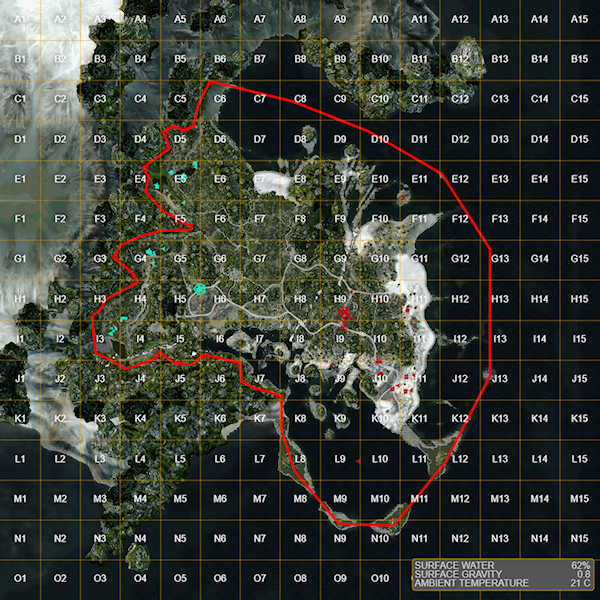 A1 A2 A3 A4 A5 A6 A7 A8 A9 A10 A11 A12 A13 A14 A15
B1 B2 B3 B4 B5 B6 B7 B8 B9 B10 B11 B12 B13 B14 B15
C1 C2 C3 C4 C5 C6 C7 C8 C9 C10 C11 C12 C13 C14 C15
D1 D2 D3 D4 D5 D6 D7 D8 D9 D10 D11 D12 D13 D14 D15
E1 E2 E3 E4 E5 E6 E7 E8 E9 E10 E11 E12 E13 E14 E15
F1 F2 F3 F4 F5 F6 F7 F8 F9 F10 F11 F12 F13 F14 F15
G1 G2 G3 G4 G5 G6 G7 G8 G9 G10 G11 G12 G13 G14 G15
H1 H2 H3 H4 H5 H6 H7 H8 H9 H10 H11 H12 H13 H14 H15
I1 I2 I3 I4 I5 I6 I7 I8 I9 I10 I11 I12 I13 I14 I15
J1 J2 J3 J4 J5 J6 J7 J8 J9 J10 J11 J12 J13 J14 J15
K1 K2 K3 K4 K5 K6 K7 K8 K9 K10 K11 K12 K13 K14 K15
L1 L2 L3 L4 L5 L6 L7 L8 L9 L10 L11 L12 L13 L14 L15
M1 M2 M3 M4 M5 M6 M7 M8 M9 M10 M11 M12 M13 M14 M15
N1 N2 N3 N4 N5 N6 N7 N8 N9 N10 N11 N12 N13 N14 N15
O1 O2 O3 O4 O5 O6 O7 O8 O9 O10
SURFACE WATER 62%
SURFACE GRAVITY 0.8
AMBIENT TEMPERATURE 21 C